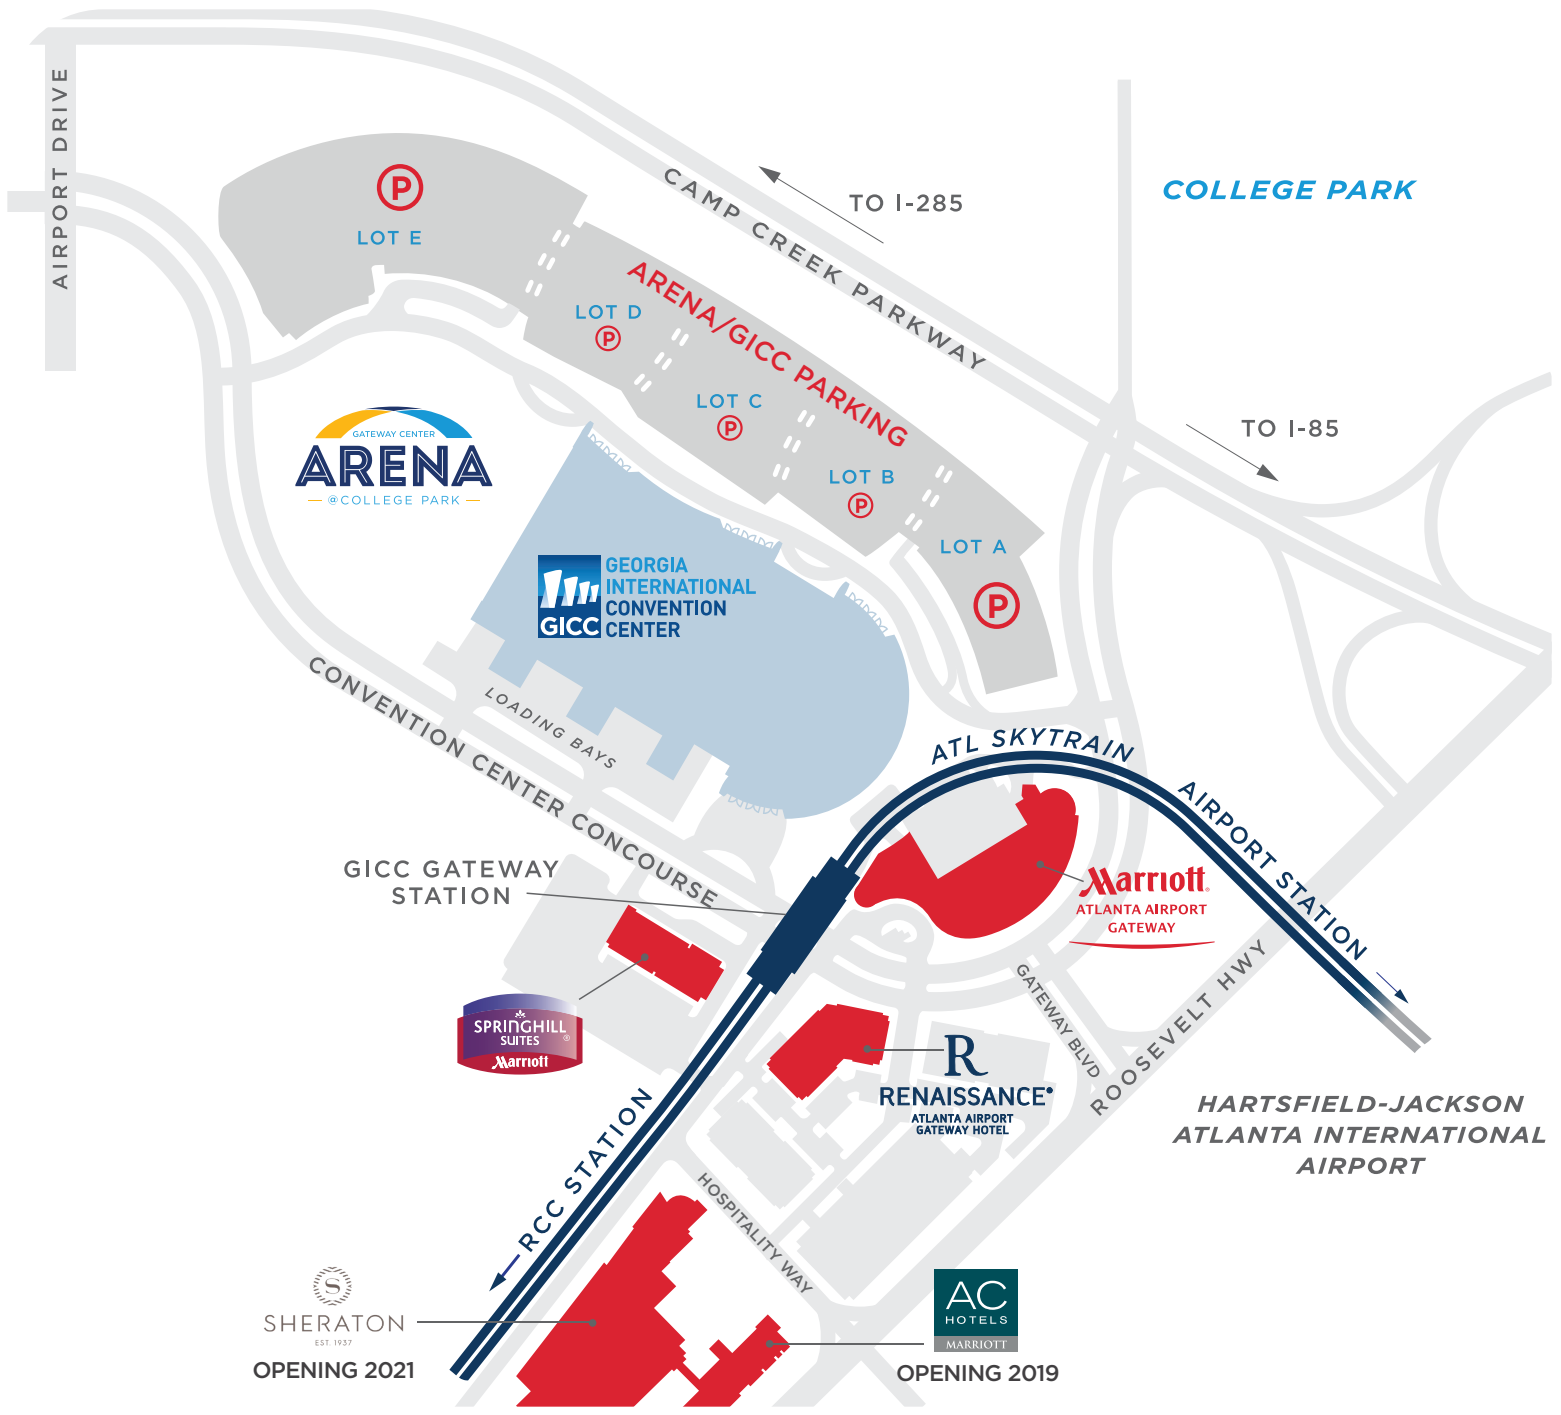 AIRPORT DRIVE
P
LOT E
CAMP CREEK PARKWAY
TO I-285
COLLEGE PARK
ARENA/GICC PARKING
LOT D
P
LOT C
P
LOT B
P
LOT A
P
TO I-85
GATEWAY CENTER
ARENA
@COLLEGE PARK
GICC
GEORGIA
INTERNATIONAL
CONVENTION
CENTER
LOADING BAYS
CONVENTION CENTER CONCOURSE
ATL SKYTRAIN
AIRPORT STATION
GICC GATEWAY
STATION
Marriott®
ATLANTA AIRPORT
GATEWAY
SPRINGHILL
SUITES®
Marriott
GATEWAY BLVD
ROOSEVELT HWY
R
RENAISSANCE
ATLANTA AIRPORT
GATEWAY HOTEL
HARTSFIELD-JACKSON
ATLANTA INTERNATIONAL
AIRPORT
RCC STATION
HOSPITALITY WAY
S
SHERATON
EST. 1937
OPENING 2021
AC
HOTELS
MARRIOTT
OPENING 2019